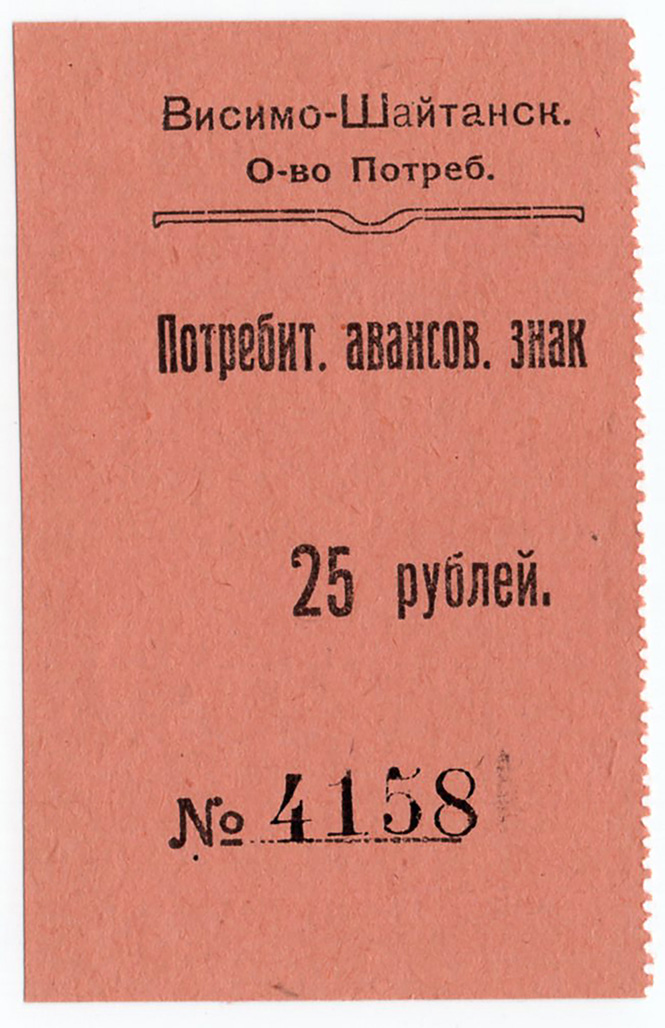 Висимо-Шайтанск.
О-во Потреб.
Потребит. авансов. знак
25 рублей.
№ 4158